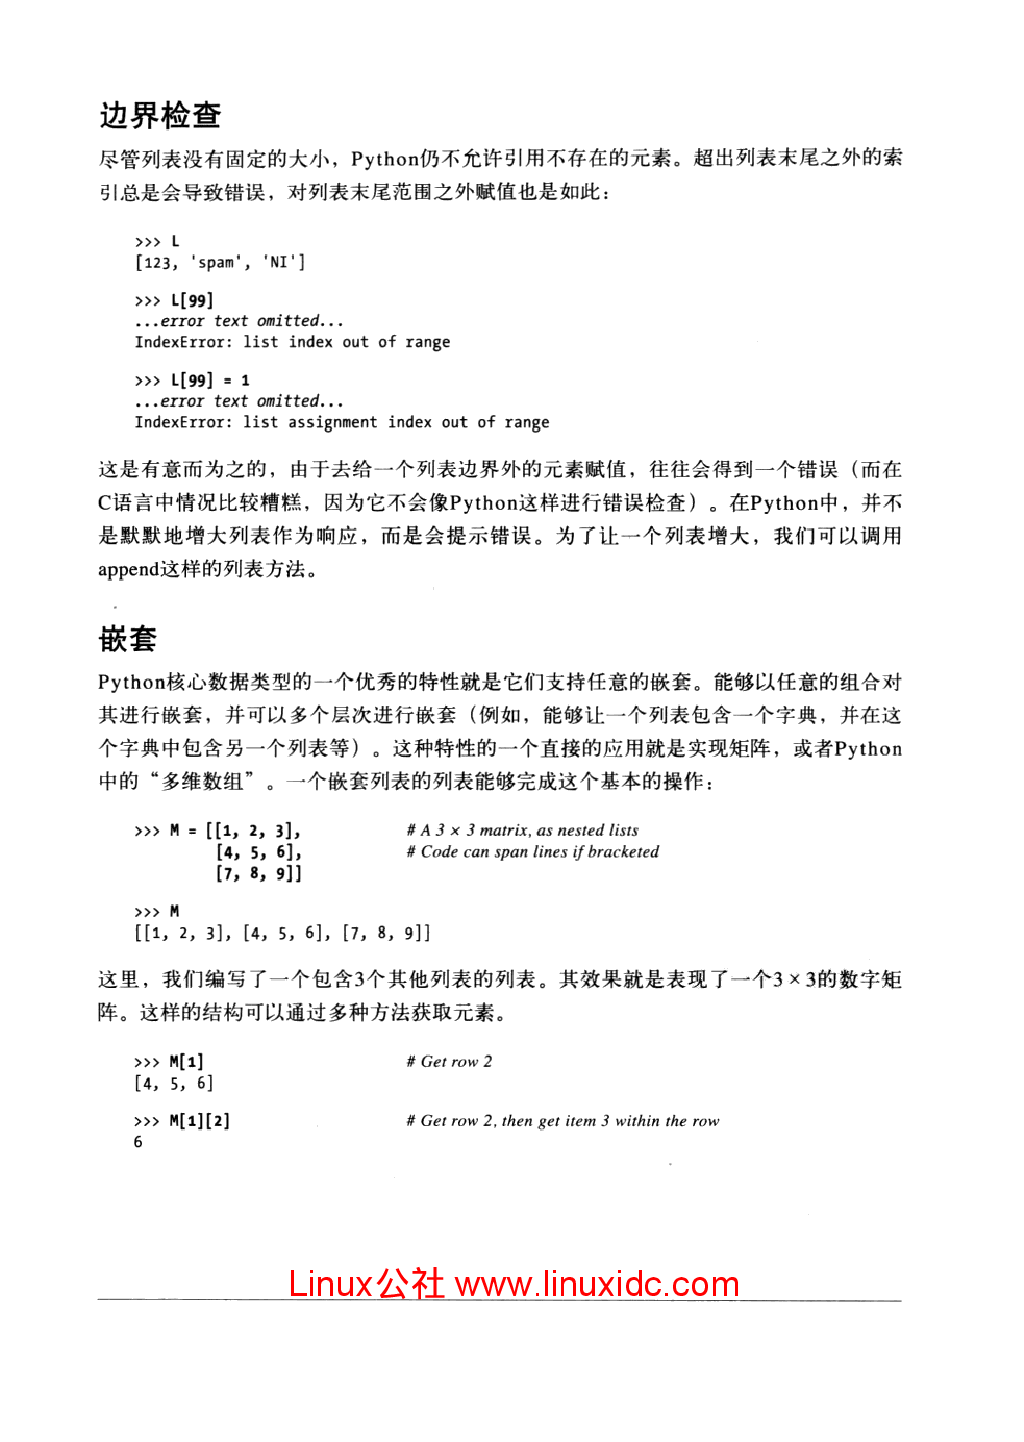 边界检查
尽管列表没有固定的大小，Python仍不允许引用不存在的元素。超出列表末尾之外的索
引总是会导致错误，对列表末尾范围之外赋值也是如此：
>>> L
[123, 'spam', 'NI']
>>> L[99]
...error text omitted...
IndexError: list index out of range
>>> L[99] = 1
...error text omitted...
IndexError: list assignment index out of range
这是有意而为之的，由于去给一个列表边界外的元素赋值，往往会得到一个错误（而在
C语言中情况比较糟糕，因为它不会像Python这样进行错误检查）。在Python中，并不
是默默地增大列表作为响应，而是会提示错误。为了让一个列表增大，我们可以调用
append这样的列表方法。
嵌套
Python核心数据类型的一个优秀的特性就是它们支持任意的嵌套。能够以任意的组合对
其进行嵌套，并可以多个层次进行嵌套（例如，能够让一个列表包含一个字典，并在这
个字典中包含另一个列表等）。这种特性的一个直接的应用就是实现矩阵，或者Python
中的“多维数组”。一个嵌套列表的列表能够完成这个基本的操作：
>>> M = [[1, 2, 3], # A 3 × 3 matrix, as nested lists
[4, 5, 6], # Code can span lines if bracketed
[7, 8, 9]]
>>> M
[[1, 2, 3], [4, 5, 6], [7, 8, 9]]
这里，我们编写了一个包含3个其他列表的列表。其效果就是表现了一个3×3的数字矩
阵。这样的结构可以通过多种方法获取元素。
>>> M[1] # Get row 2
[4, 5, 6]
>>> M[1][2] # Get row 2, then get item 3 within the row
6
Linux公社 www.linuxidc.com